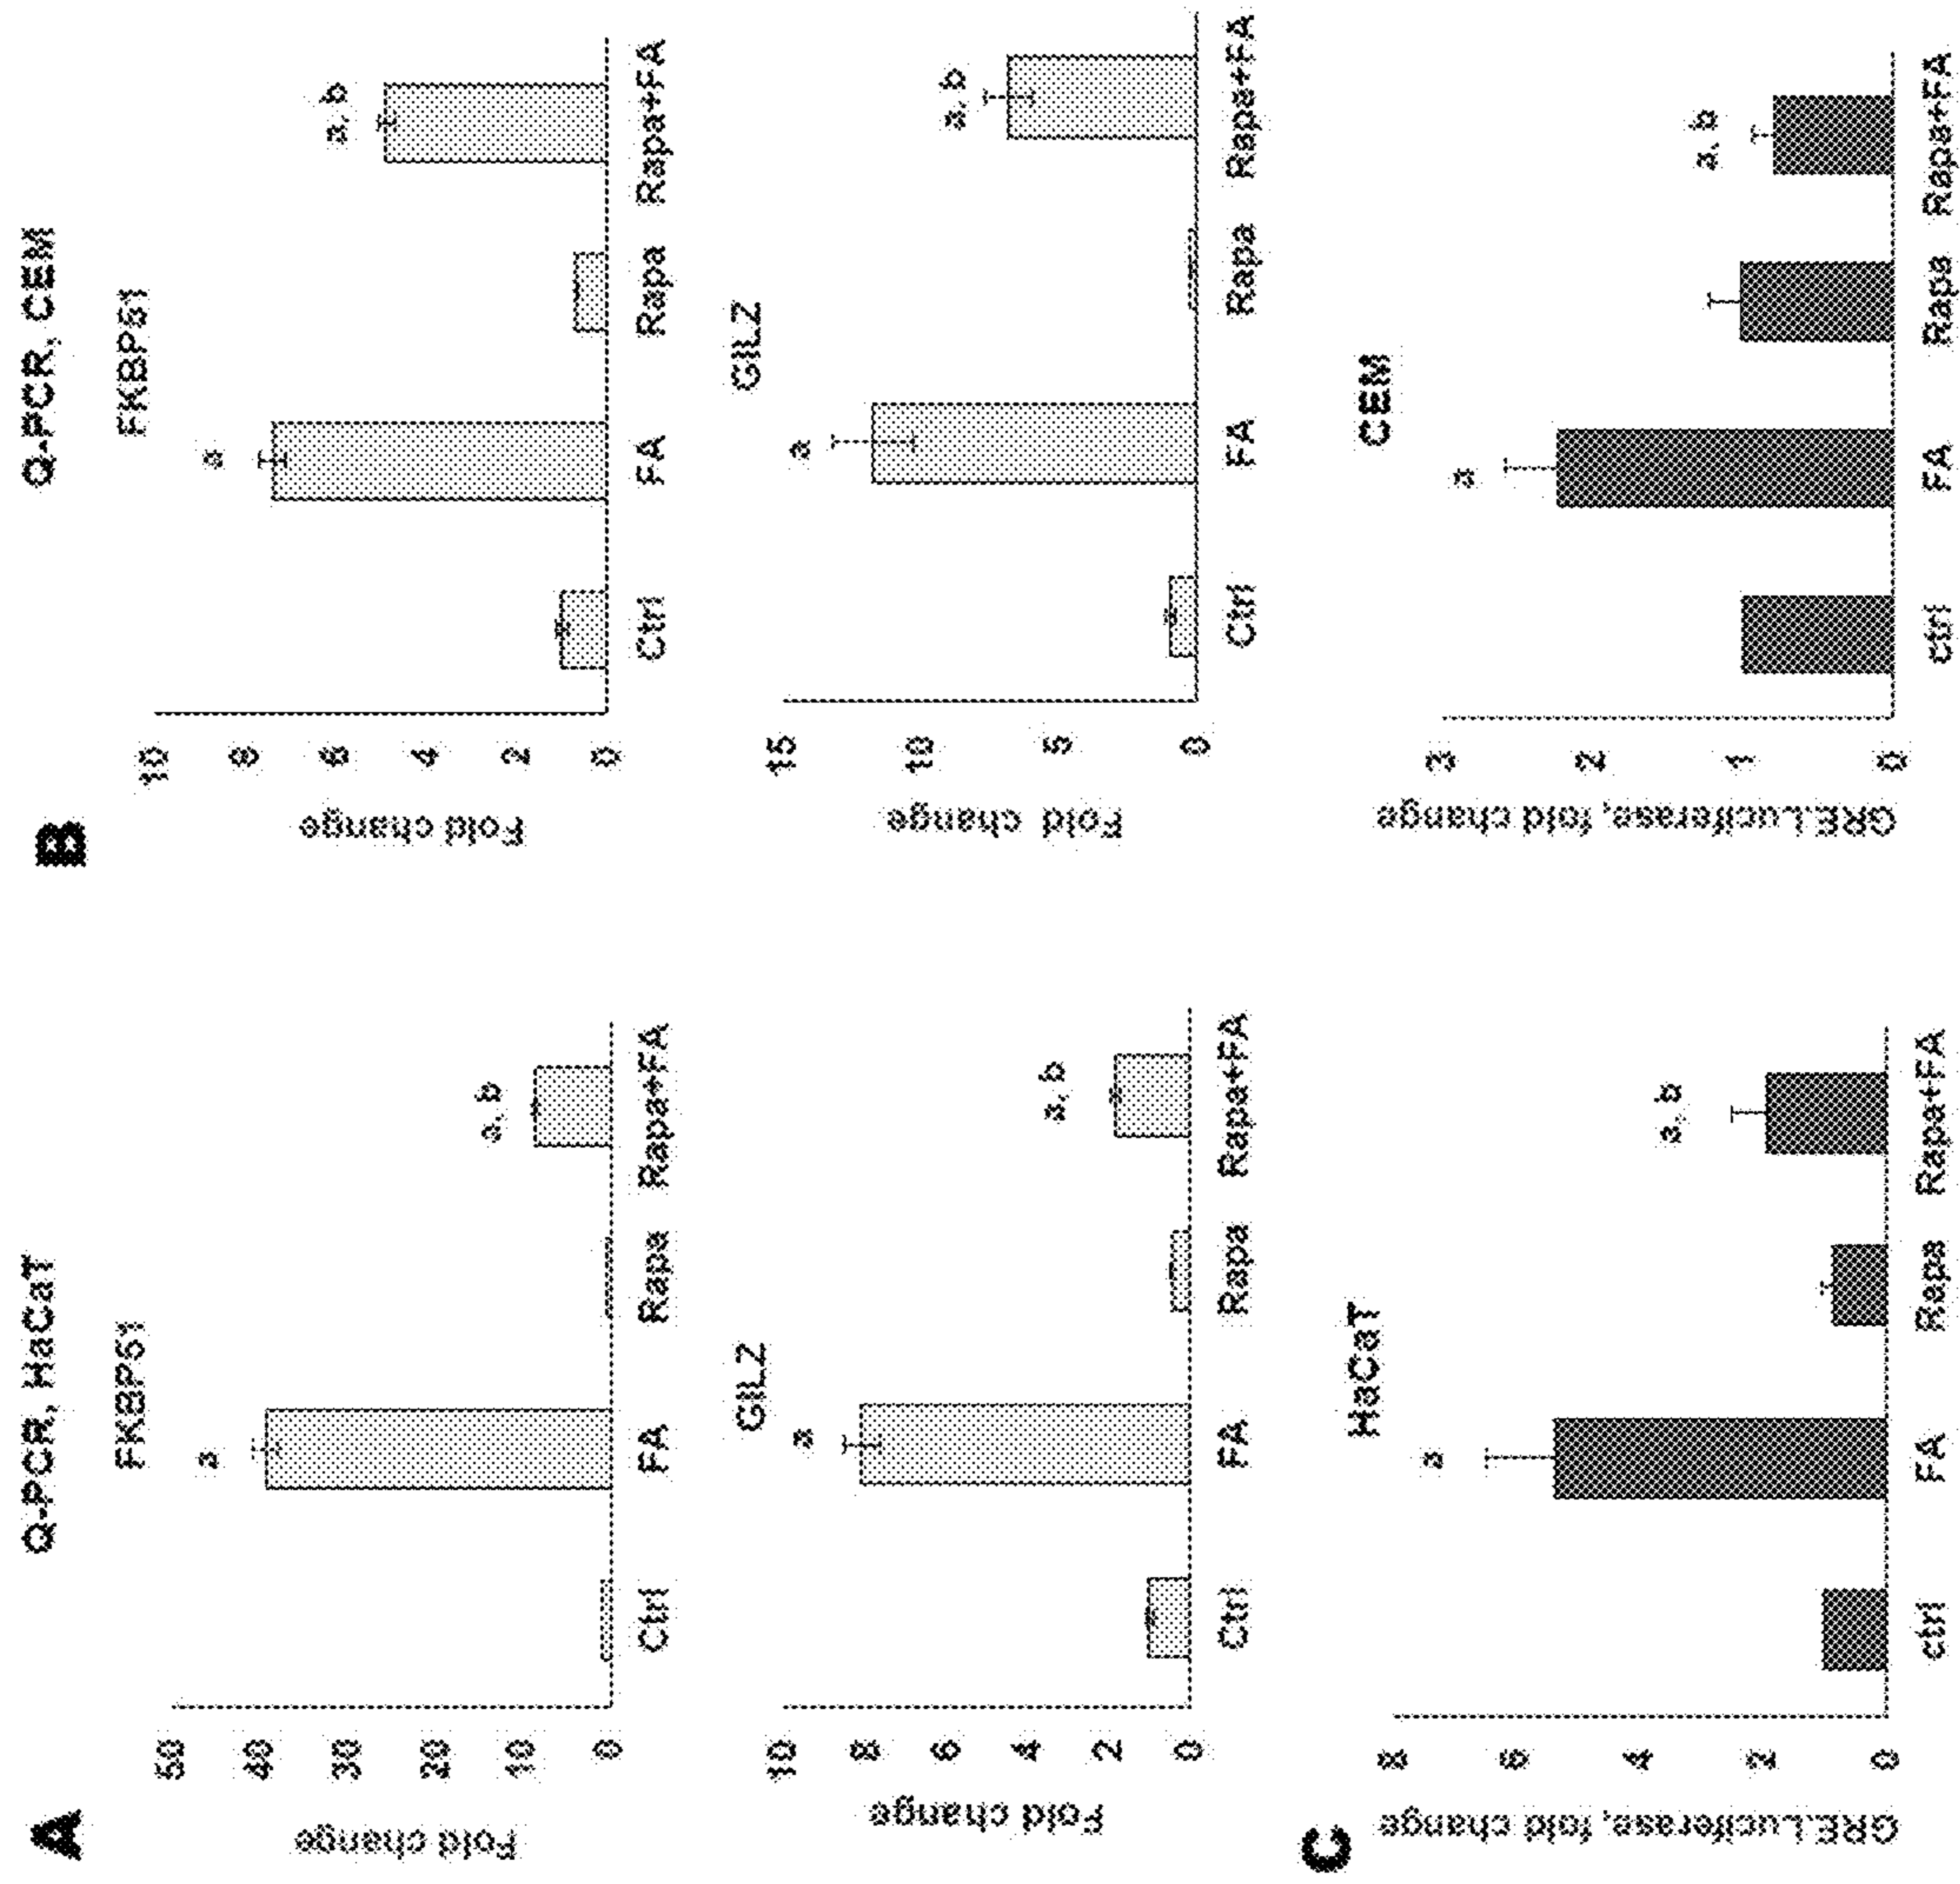 A
Q-PCR, HaCaT
FKBP51
Fold change
50
40
30
20
10
0
a
a, b
Ctrl FA Rapa Rapa+FA
GILZ
Fold change
10
8
6
4
2
0
a
a, b
Ctrl FA Rapa Rapa+FA
B
Q-PCR, CEM
FKBP51
Fold change
10
8
6
4
2
0
a
a, b
Ctrl FA Rapa Rapa+FA
GILZ
Fold change
15
10
5
0
a
a, b
Ctrl FA Rapa Rapa+FA
C
HaCaT
GRE.Luciferase, fold change
8
6
4
2
0
a
a, b
ctrl FA Rapa Rapa+FA
CEM
GRE.Luciferase, fold change
3
2
1
0
a
a, b
ctrl FA Rapa Rapa+FA